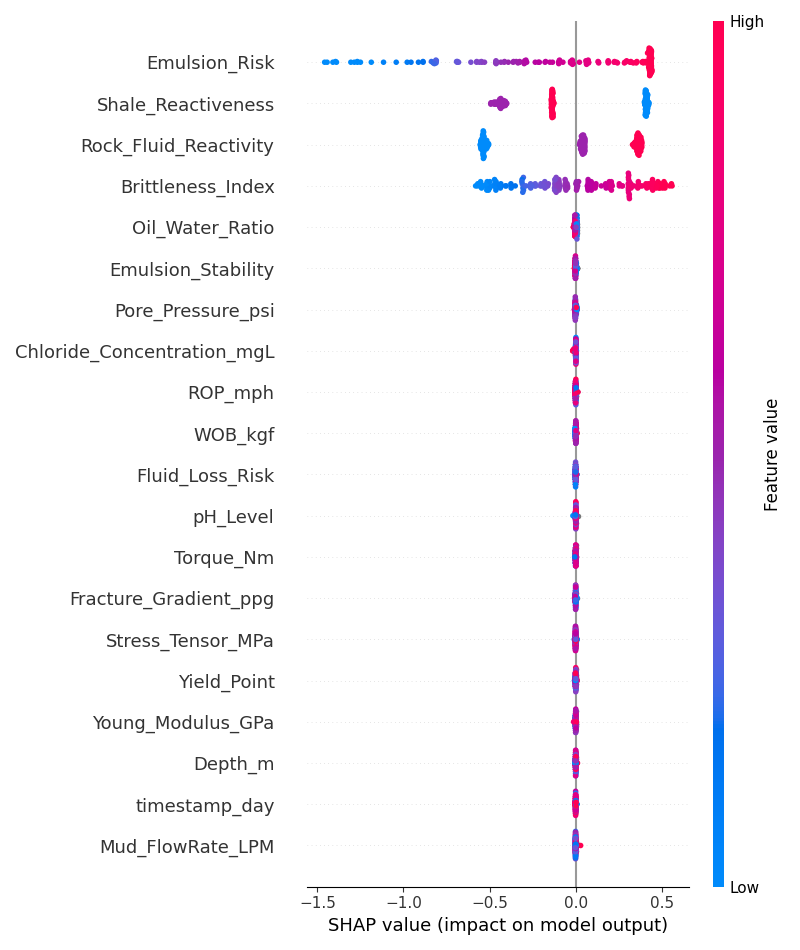 High
Emulsion_Risk
Shale_Reactiveness
Rock_Fluid_Reactivity
Brittleness_Index
Oil_Water_Ratio
Emulsion_Stability
Pore_Pressure_psi
Chloride_Concentration_mgL
ROP_mph
WOB_kgf
Fluid_Loss_Risk
pH_Level
Torque_Nm
Fracture_Gradient_ppg
Stress_Tensor_MPa
Yield_Point
Young_Modulus_GPa
Depth_m
timestamp_day
Mud_FlowRate_LPM
Feature value
Low
−1.5 −1.0 −0.5 0.0 0.5
SHAP value (impact on model output)